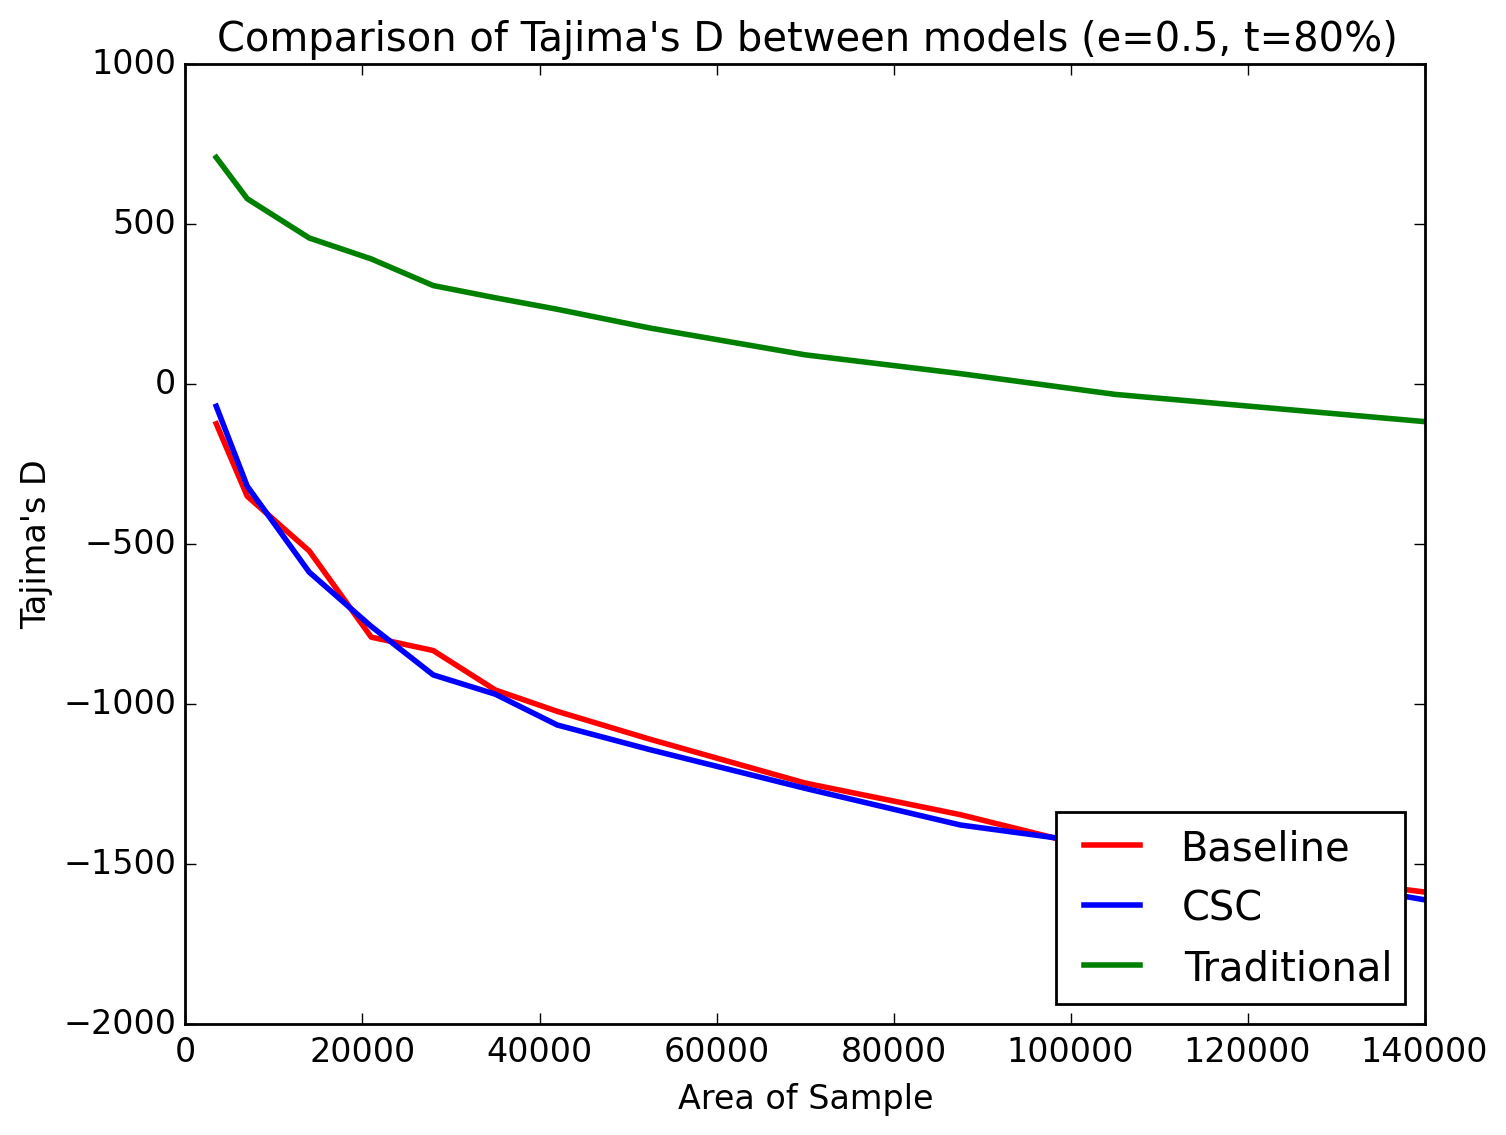 Comparison of Tajima's D between models (e=0.5, t=80%)
1000
500
0
−500
−1000
−1500
−2000
Tajima's D
Baseline
CSC
Traditional
0 20000 40000 60000 80000 100000 120000 140000
Area of Sample